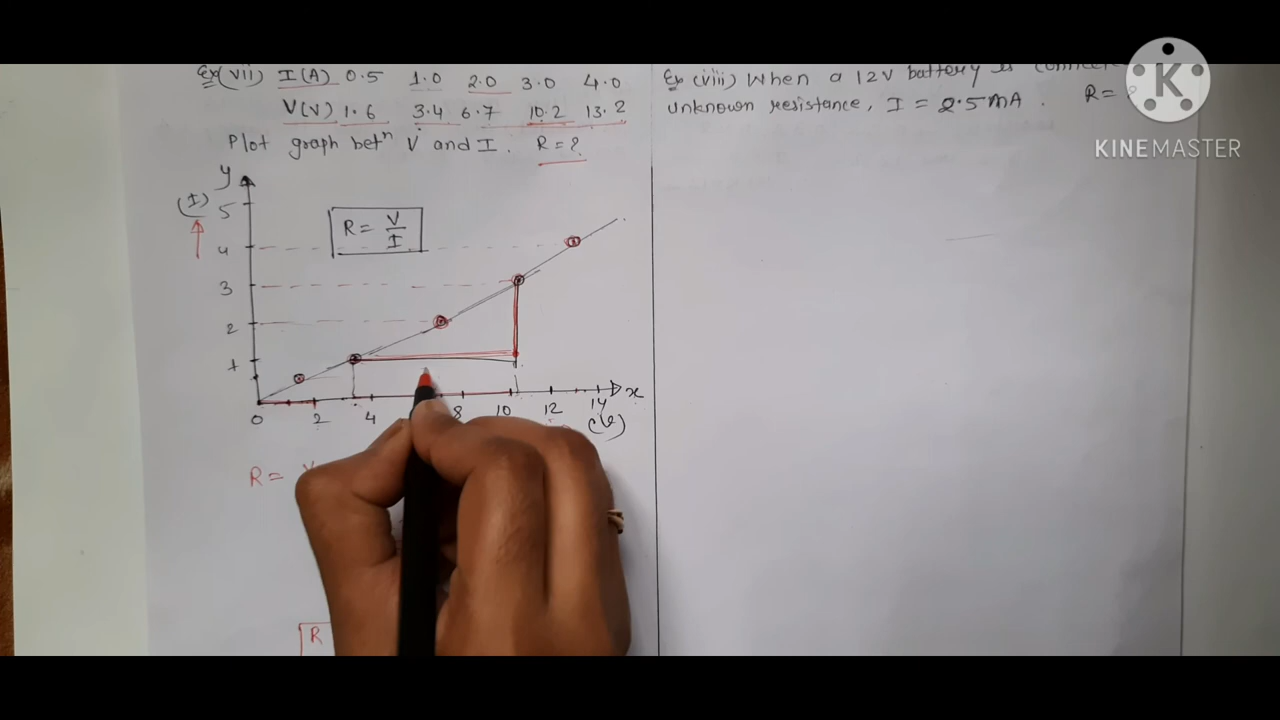 Ex(vii) I(A) 0.5 1.0 2.0 3.0 4.0
V(V) 1.6 3.4 6.7 10.2 13.2
Plot graph betⁿ V and I. R = ?
Ex(viii) When a 12V battery is
unknown resistance, I = 2.5 mA. R =
K
KINEMASTER
y
(I)
5
R = V/I
4
3
2
1
0 2 4 8 10 12 14 x
(V)
R =
R